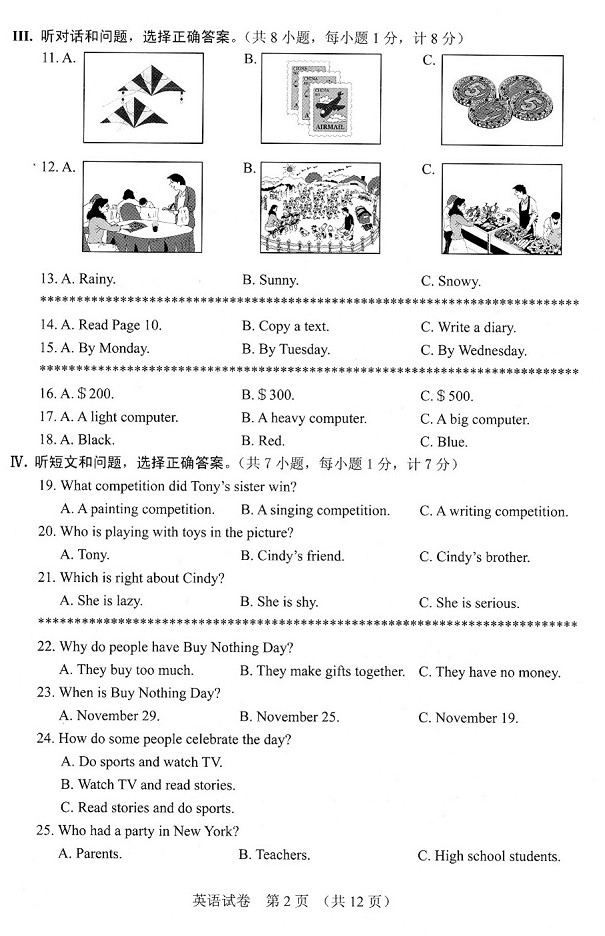 III. 听对话和问题，选择正确答案。（共 8 小题，每小题 1 分，计 8 分）
11. A. B. C.
AIRMAIL
12. A. B. C.
13. A. Rainy. B. Sunny. C. Snowy.
******************************************************************************
14. A. Read Page 10. B. Copy a text. C. Write a diary.
15. A. By Monday. B. By Tuesday. C. By Wednesday.
******************************************************************************
16. A. $ 200. B. $ 300. C. $ 500.
17. A. A light computer. B. A heavy computer. C. A big computer.
18. A. Black. B. Red. C. Blue.
Ⅳ. 听短文和问题，选择正确答案。（共 7 小题，每小题 1 分，计 7 分）
19. What competition did Tony's sister win?
A. A painting competition. B. A singing competition. C. A writing competition.
20. Who is playing with toys in the picture?
A. Tony. B. Cindy's friend. C. Cindy's brother.
21. Which is right about Cindy?
A. She is lazy. B. She is shy. C. She is serious.
******************************************************************************
22. Why do people have Buy Nothing Day?
A. They buy too much. B. They make gifts together. C. They have no money.
23. When is Buy Nothing Day?
A. November 29. B. November 25. C. November 19.
24. How do some people celebrate the day?
A. Do sports and watch TV.
B. Watch TV and read stories.
C. Read stories and do sports.
25. Who had a party in New York?
A. Parents. B. Teachers. C. High school students.
英语试卷 第 2 页 （共 12 页）